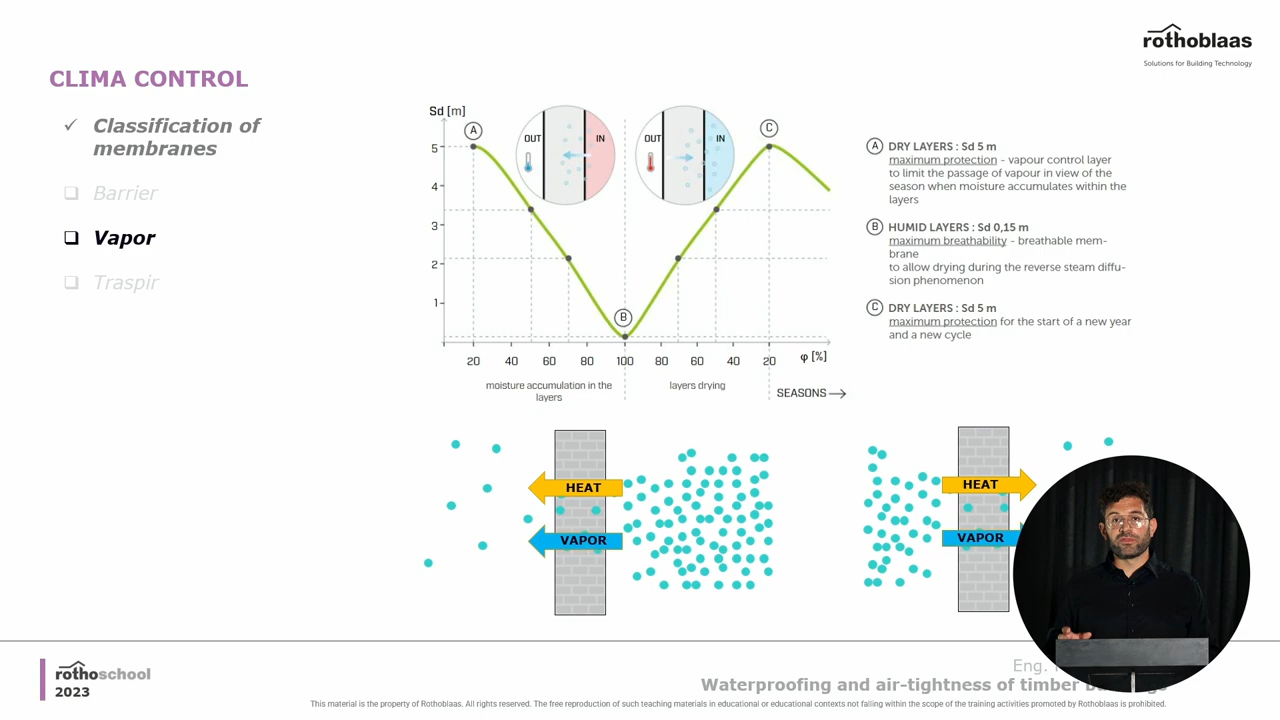 rothoblaas
Solutions for Building Technology
CLIMA CONTROL
✓ Classification of
membranes
❑ Barrier
❑ Vapor
❑ Traspir
Sd [m]
A
OUT
IN
OUT
IN
C
5
4
3
2
1
B
20 40 60 80 100 80 60 40 20 φ [%]
moisture accumulation in the
layers
layers drying
SEASONS
A DRY LAYERS : Sd 5 m
maximum protection - vapour control layer
to limit the passage of vapour in view of the
season when moisture accumulates within the
layers
B HUMID LAYERS : Sd 0,15 m
maximum breathability - breathable mem-
brane
to allow drying during the reverse steam diffu-
sion phenomenon
C DRY LAYERS : Sd 5 m
maximum protection for the start of a new year
and a new cycle
HEAT
VAPOR
HEAT
VAPOR
rothoschool
2023
Eng.
Waterproofing and air-tightness of timber
This material is the property of Rothoblaas. All rights reserved. The free reproduction of such teaching materials in educational or educational contexts not falling within the scope of the training activities promoted by Rothoblaas is prohibited.